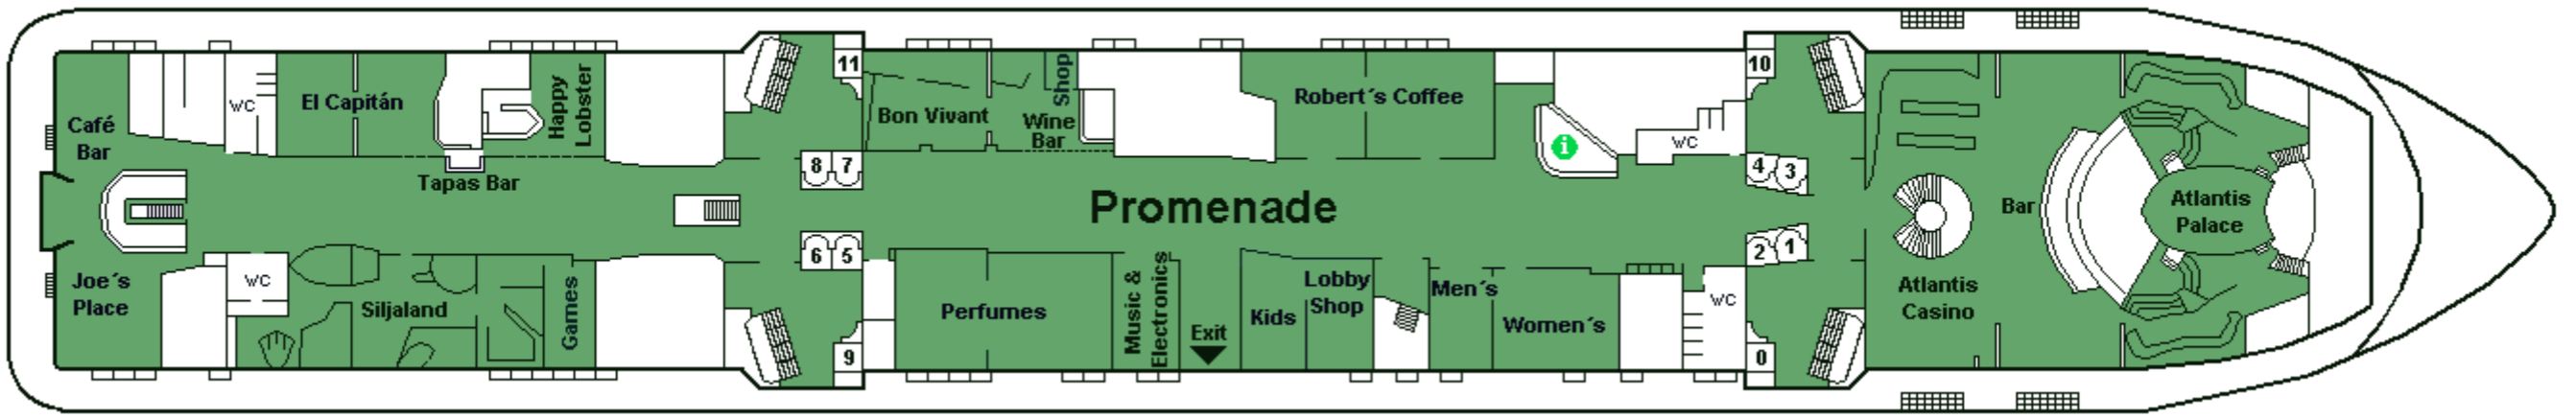 11
10
WC
El Capitán
Happy
Lobster
Shop
Bon Vivant
Wine
Bar
Robert´s Coffee
Café
Bar
i
WC
8 7
4 3
Tapas Bar
Promenade
Bar
Atlantis
Palace
6 5
2 1
Joe´s
Place
WC
Siljaland
Games
Perfumes
Music &
Electronics
Exit
Kids
Lobby
Shop
Men´s
Women´s
WC
Atlantis
Casino
9
0